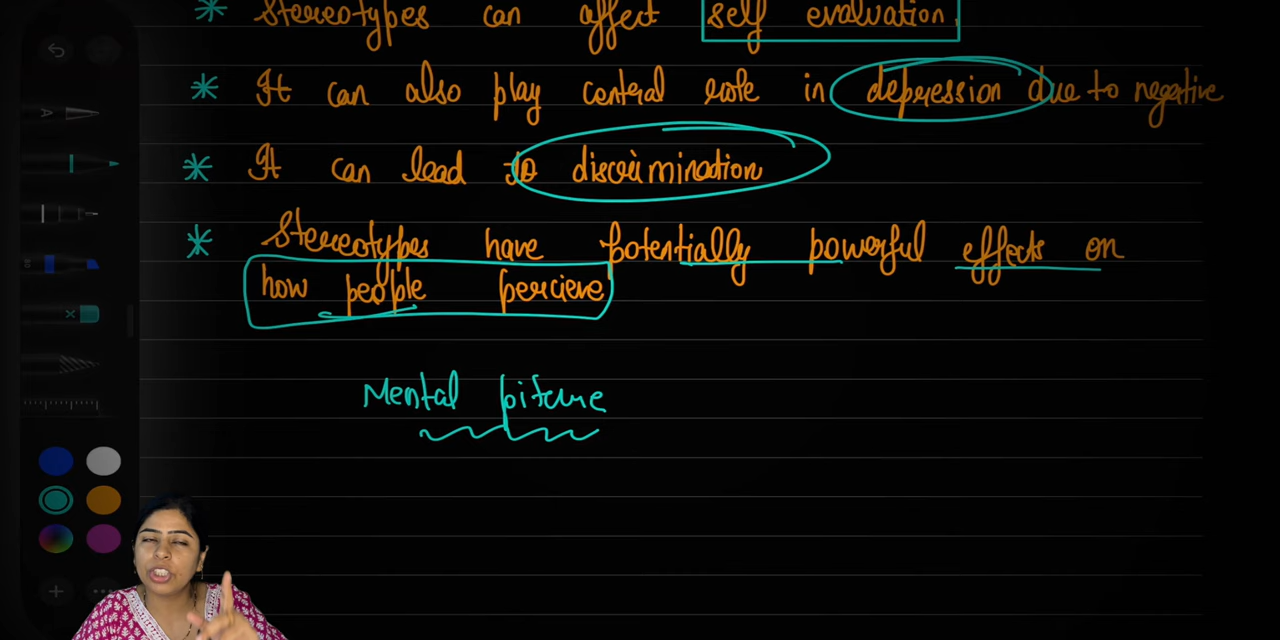 * Stereotypes can affect self evaluation.
* It can also play central role in depression due to negative
* It can lead to discrimination
* Stereotypes have potentially powerful effects on
how people percieve
Mental pitcure